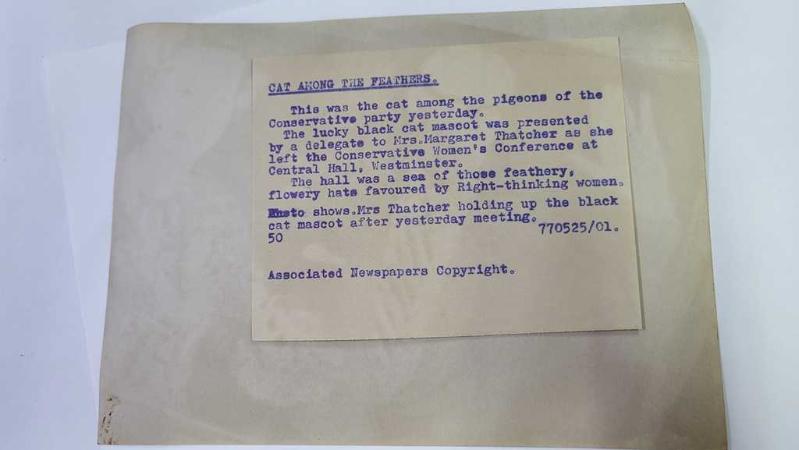 CAT AMONG THE FEATHERS.
This was the cat among the pigeons of the
Conservative party yesterday.
The lucky black cat mascot was presented
by a delegate to Mrs.Margaret Thatcher as she
left the Conservative Women's Conference at
Central Hall, Westminster.
The hall was a sea of those feathery,
flowery hats favoured by Right-thinking women.
Photo shows.Mrs Thatcher holding up the black
cat mascot after yesterday meeting.
50 770525/01.
Associated Newspapers Copyright.